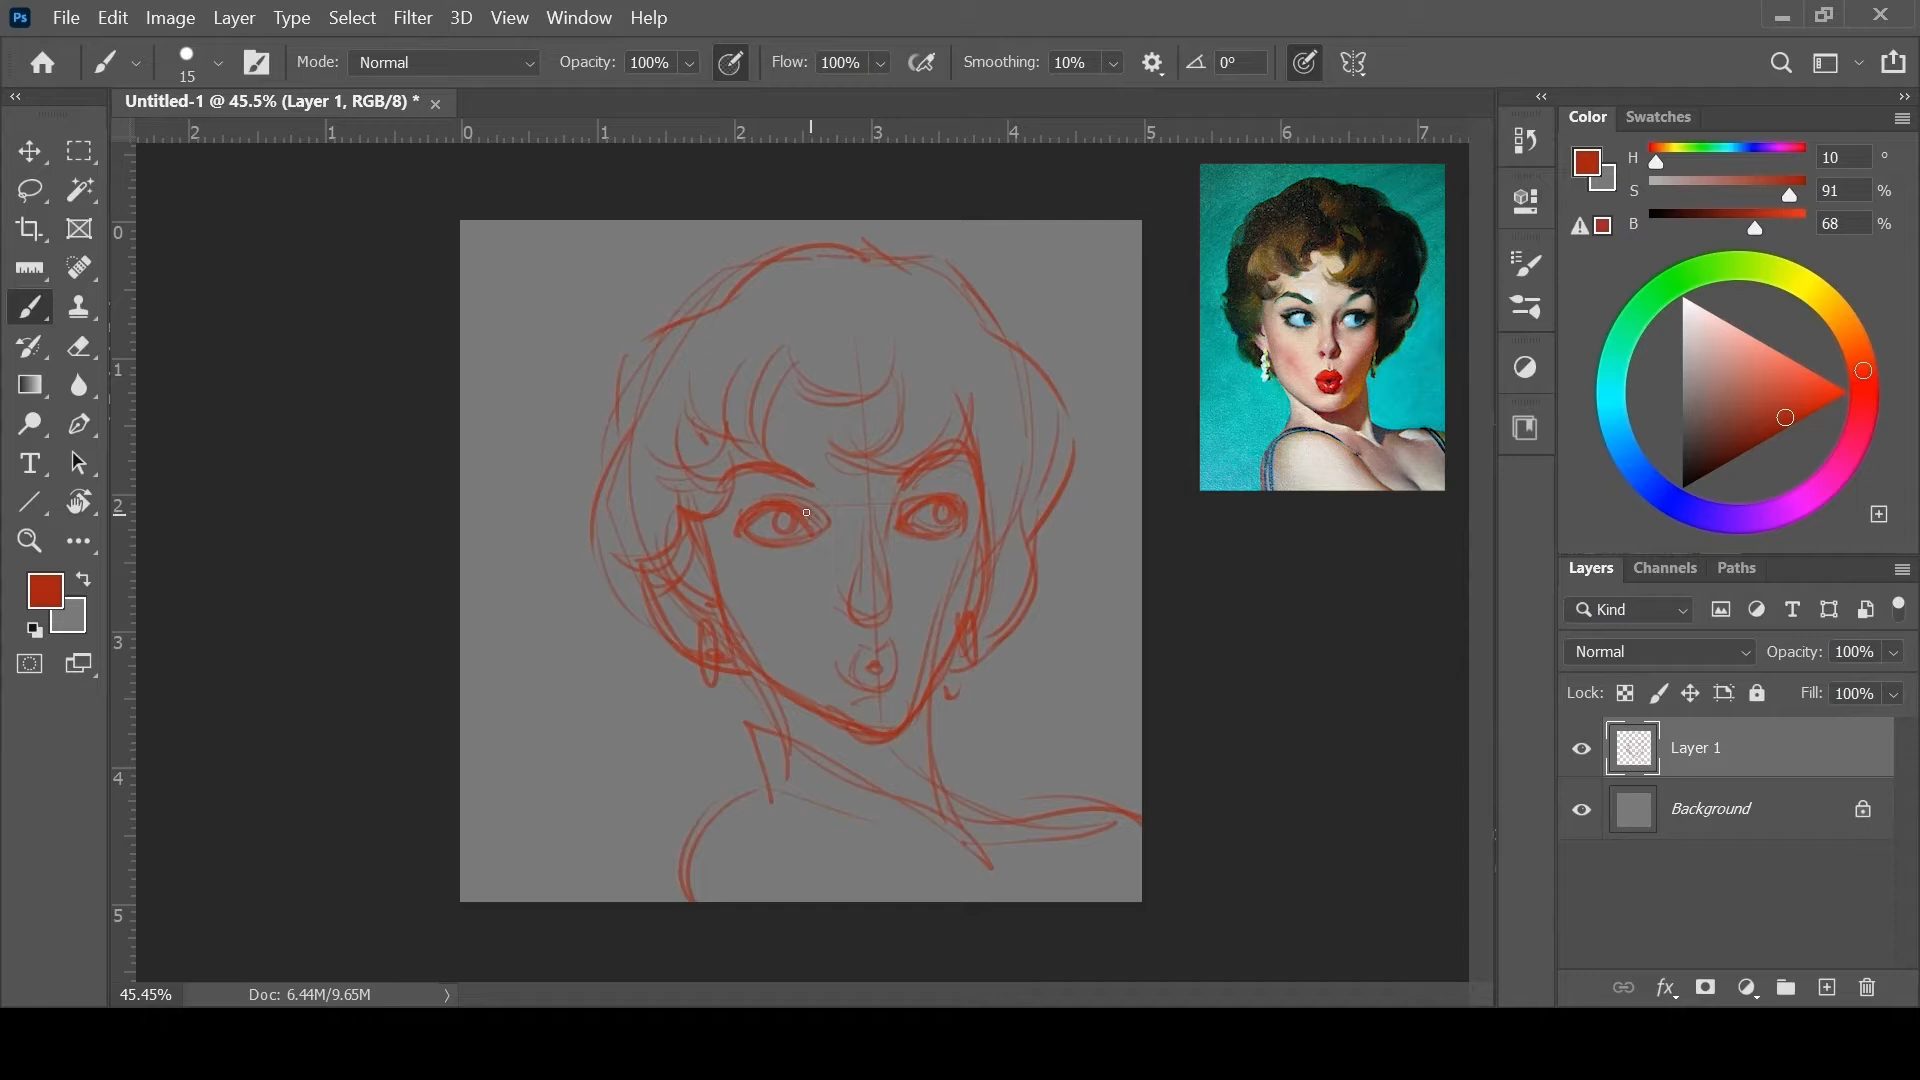 Ps File Edit Image Layer Type Select Filter 3D View Window Help
15 Mode: Normal Opacity: 100% Flow: 100% Smoothing: 10% 0°
Untitled-1 @ 45.5% (Layer 1, RGB/8) *
2 1 0 1 2 3 4 5 6 7
0
1
2
3
4
5
Color Swatches
H 10 °
S 91 %
B 68 %
Layers Channels Paths
Kind
Normal Opacity: 100%
Lock: Fill: 100%
Layer 1
Background
45.45% Doc: 6.44M/9.65M